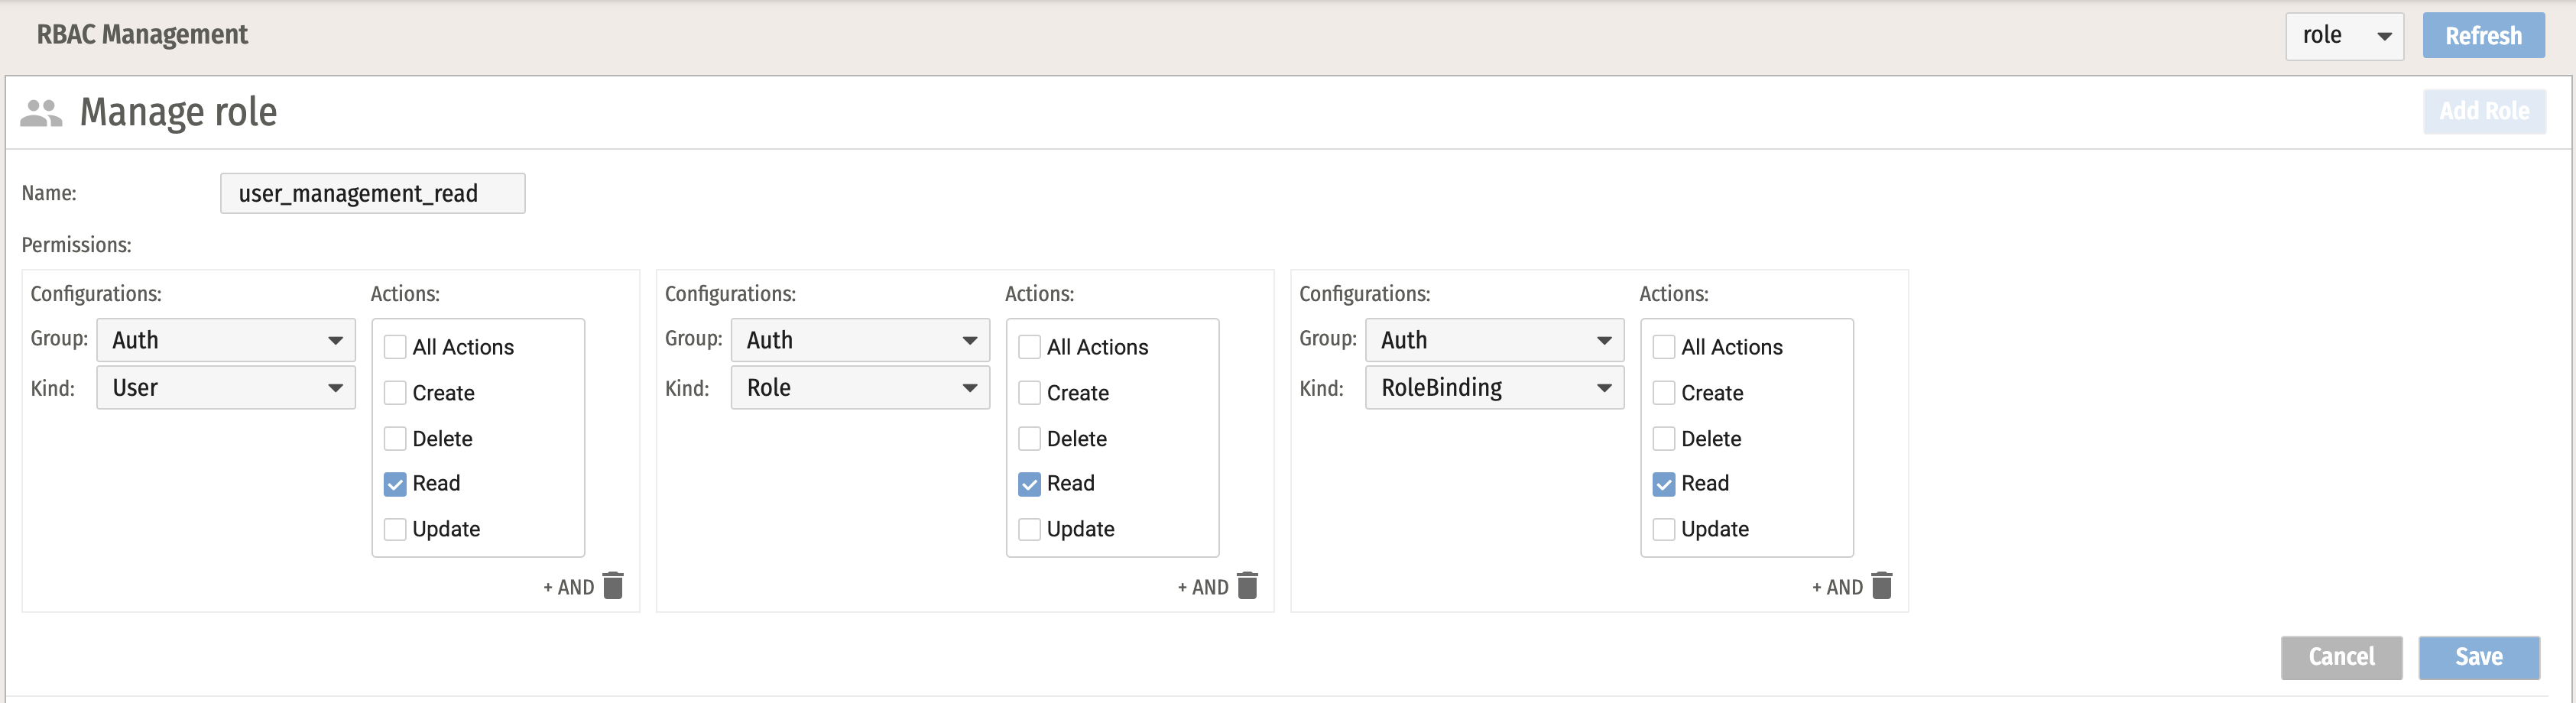 RBAC Management
role
Refresh
Manage role
Add Role
Name:
user_management_read
Permissions:
Configurations:
Actions:
Group:
Auth
Kind:
User
All Actions
Create
Delete
Read
Update
+ AND
Configurations:
Actions:
Group:
Auth
Kind:
Role
All Actions
Create
Delete
Read
Update
+ AND
Configurations:
Actions:
Group:
Auth
Kind:
RoleBinding
All Actions
Create
Delete
Read
Update
+ AND
Cancel
Save